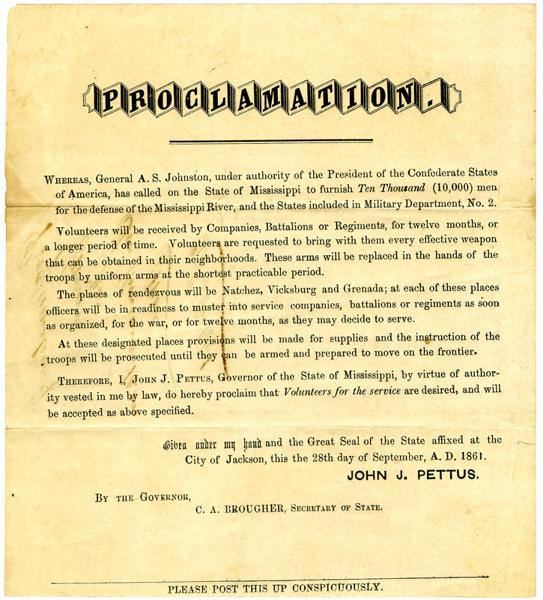 PROCLAMATION.
WHEREAS, General A. S. Johnston, under authority of the President of the Confederate States
of America, has called on the State of Mississippi to furnish Ten Thousand (10,000) men
for the defense of the Mississippi River, and the States included in Military Department, No. 2.
Volunteers will be received by Companies, Battalions or Regiments, for twelve months, or
a longer period of time. Volunteers are requested to bring with them every effective weapon
that can be obtained in their neighborhoods. These arms will be replaced in the hands of the
troops by uniform arms at the shortest practicable period.
The places of rendezvous will be Natchez, Vicksburg and Grenada; at each of these places
officers will be in readiness to muster into service companies, battalions or regiments as soon
as organized, for the war, or for twelve months, as they may decide to serve.
At these designated places provisions will be made for supplies and the instruction of the
troops will be prosecuted until they can be armed and prepared to move on the frontier.
THEREFORE, I, JOHN J. PETTUS, Governor of the State of Mississippi, by virtue of author-
ity vested in me by law, do hereby proclaim that Volunteers for the service are desired, and will
be accepted as above specified.
Given under my hand and the Great Seal of the State affixed at the
City of Jackson, this the 28th day of September, A. D. 1861.
JOHN J. PETTUS.
BY THE GOVERNOR,
C. A. BROUGHER, SECRETARY OF STATE.
PLEASE POST THIS UP CONSPICUOUSLY.